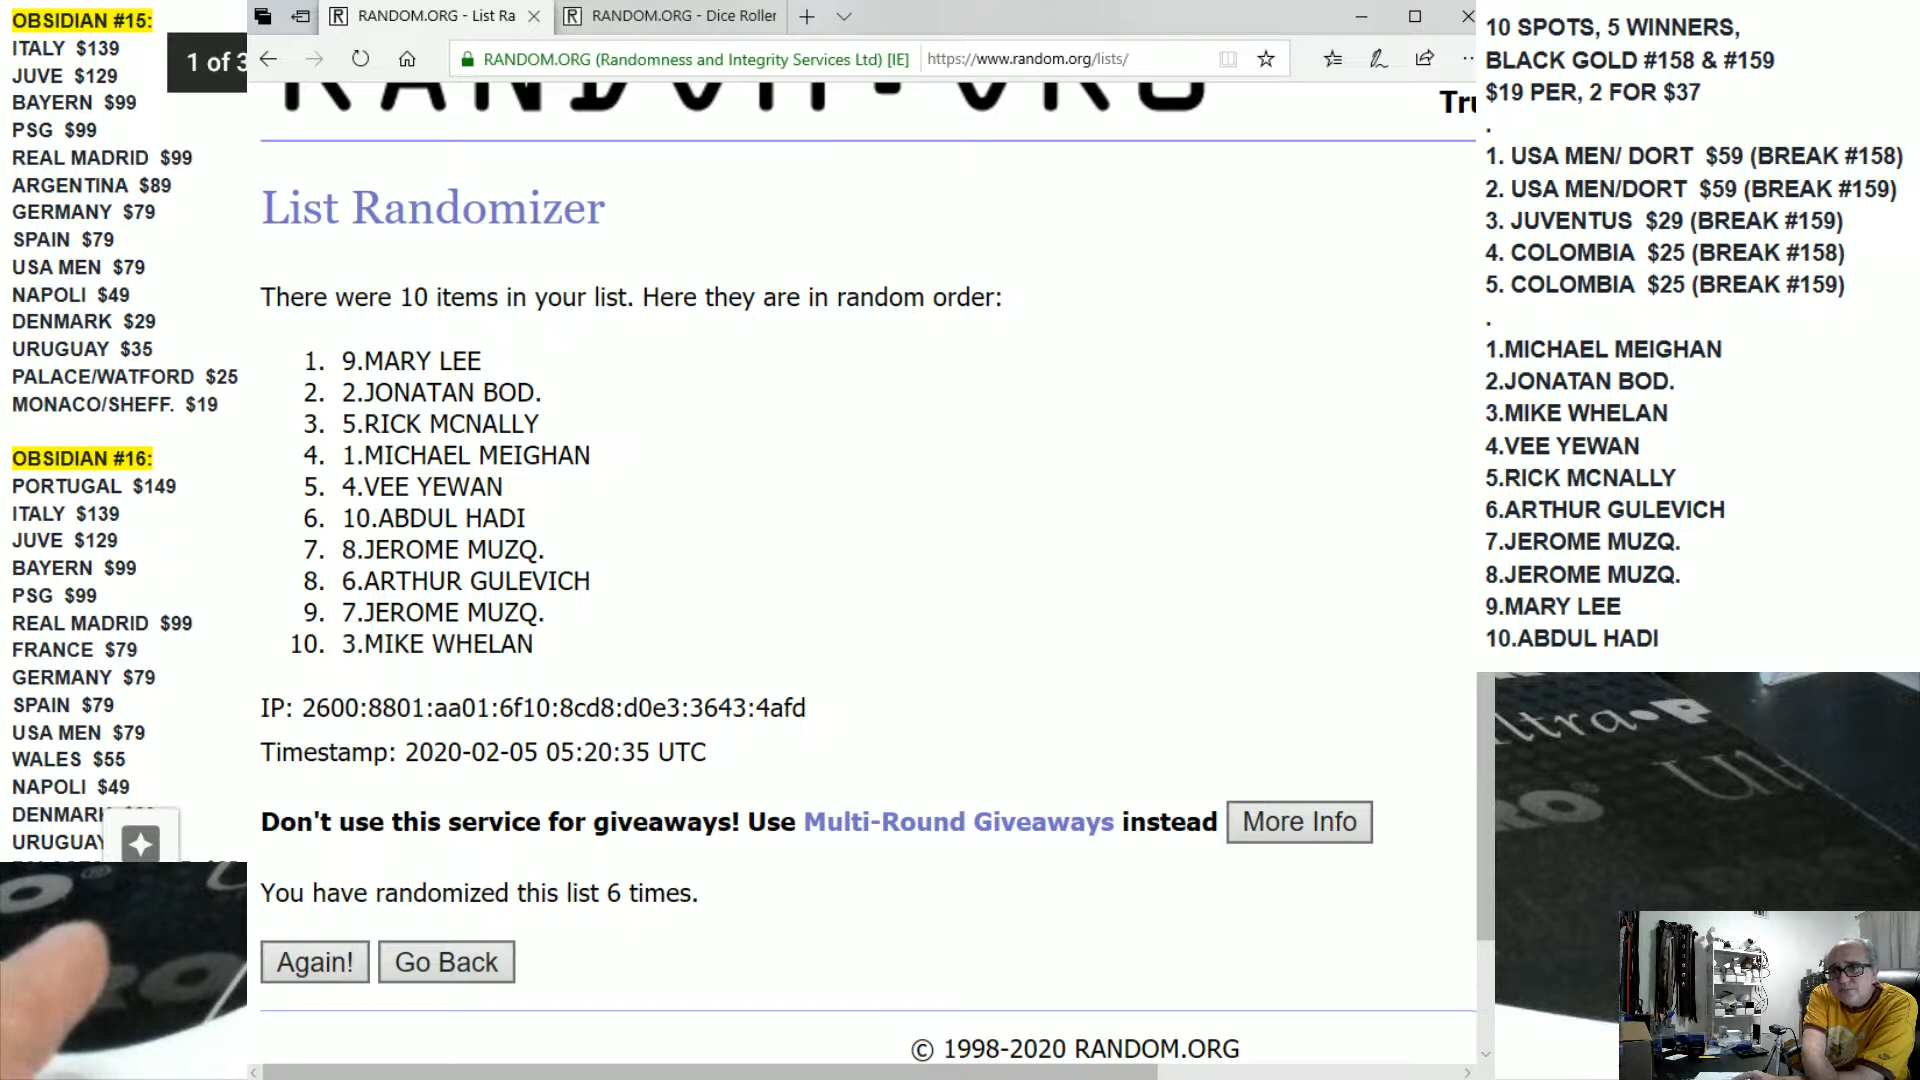 OBSIDIAN #15:
ITALY $139
JUVE $129
BAYERN $99
PSG $99
REAL MADRID $99
ARGENTINA $89
GERMANY $79
SPAIN $79
USA MEN $79
NAPOLI $49
DENMARK $29
URUGUAY $35
PALACE/WATFORD $25
MONACO/SHEFF. $19
OBSIDIAN #16:
PORTUGAL $149
ITALY $139
JUVE $129
BAYERN $99
PSG $99
REAL MADRID $99
FRANCE $79
GERMANY $79
SPAIN $79
USA MEN $79
WALES $55
NAPOLI $49
DENMARK
URUGUAY
1 of 3
RANDOM.ORG - List Ra
RANDOM.ORG - Dice Roller
RANDOM.ORG (Randomness and Integrity Services Ltd) [IE]
https://www.random.org/lists/
RANDOM.ORG
Tru
List Randomizer
There were 10 items in your list. Here they are in random order:
1. 9.MARY LEE
2. 2.JONATAN BOD.
3. 5.RICK MCNALLY
4. 1.MICHAEL MEIGHAN
5. 4.VEE YEWAN
6. 10.ABDUL HADI
7. 8.JEROME MUZQ.
8. 6.ARTHUR GULEVICH
9. 7.JEROME MUZQ.
10. 3.MIKE WHELAN
IP: 2600:8801:aa01:6f10:8cd8:d0e3:3643:4afd
Timestamp: 2020-02-05 05:20:35 UTC
Don't use this service for giveaways! Use Multi-Round Giveaways instead More Info
You have randomized this list 6 times.
Again! Go Back
© 1998-2020 RANDOM.ORG
10 SPOTS, 5 WINNERS,
BLACK GOLD #158 & #159
$19 PER, 2 FOR $37
.
1. USA MEN/ DORT $59 (BREAK #158)
2. USA MEN/DORT $59 (BREAK #159)
3. JUVENTUS $29 (BREAK #159)
4. COLOMBIA $25 (BREAK #158)
5. COLOMBIA $25 (BREAK #159)
.
1.MICHAEL MEIGHAN
2.JONATAN BOD.
3.MIKE WHELAN
4.VEE YEWAN
5.RICK MCNALLY
6.ARTHUR GULEVICH
7.JEROME MUZQ.
8.JEROME MUZQ.
9.MARY LEE
10.ABDUL HADI